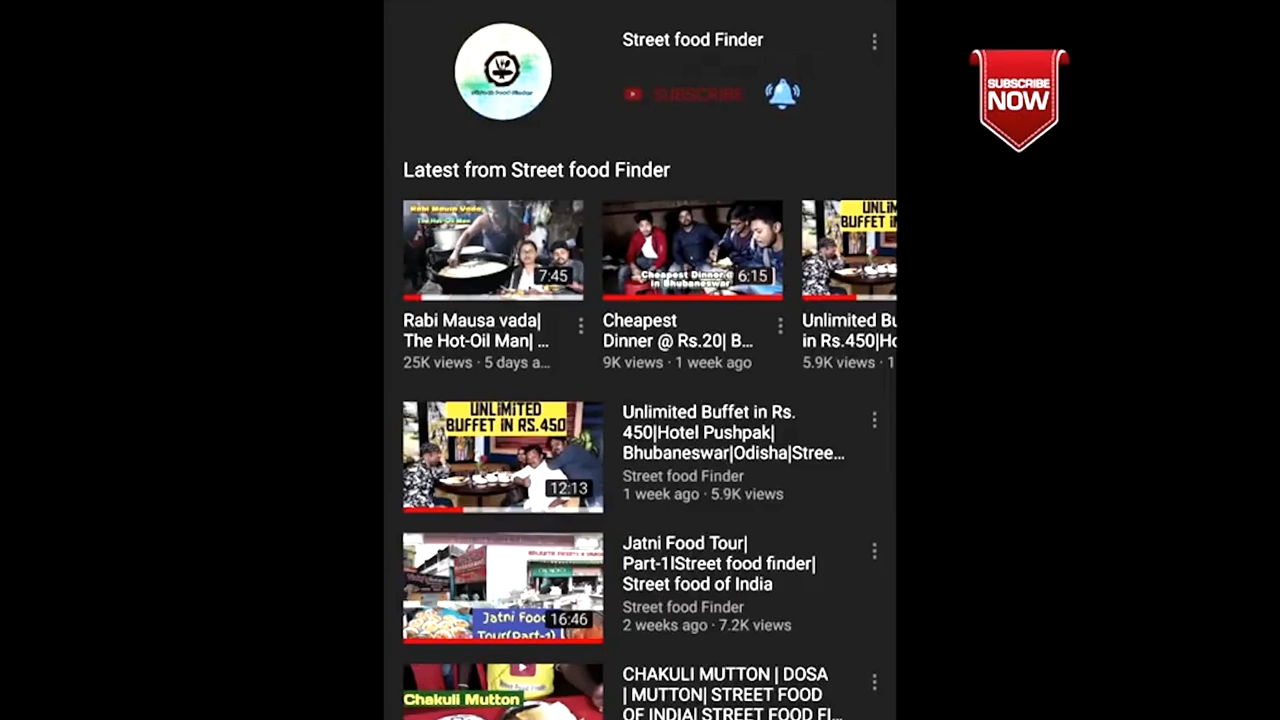 Street food Finder
SUBSCRIBE
SUBSCRIBE
NOW
Latest from Street food Finder
Rabi Mausa Vada
The Hot-Oil Man
7:45
Cheapest Dinner @
in Bhubaneswar
6:15
UNLIM
BUFFET IN
Rabi Mausa vada|
The Hot-Oil Man| ...
25K views · 5 days a...
Cheapest
Dinner @ Rs.20| B...
9K views · 1 week ago
Unlimited Bu
in Rs.450|Ho
5.9K views · 1
UNLIMITED
BUFFET IN RS.450
12:13
Unlimited Buffet in Rs.
450|Hotel Pushpak|
Bhubaneswar|Odisha|Stree...
Street food Finder
1 week ago · 5.9K views
Jatni Food
Tour(Part-1)
16:46
Jatni Food Tour|
Part-1|Street food finder|
Street food of India
Street food Finder
2 weeks ago · 7.2K views
Chakuli Mutton
CHAKULI MUTTON | DOSA
| MUTTON| STREET FOOD
OF INDIA| STREET FOOD FI...